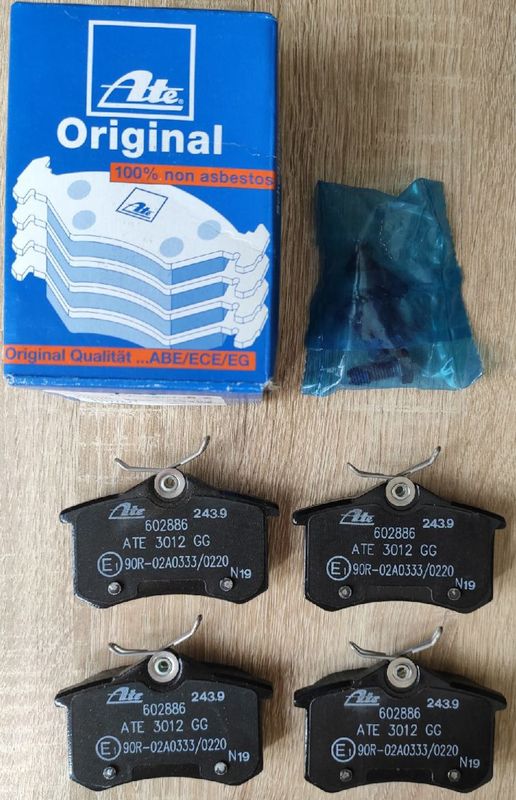 Ate
Original
100% non asbestos
Ate
Original Qualität ...ABE/ECE/EG
Ate 243.9
602886
ATE 3012 GG
E1 90R-02A0333/0220
N19
Ate 243.9
602886
ATE 3012 GG
E1 90R-02A0333/0220
N19
Ate 243.9
602886
ATE 3012 GG
E1 90R-02A0333/0220
N19
Ate 243.9
602886
ATE 3012 GG
E1 90R-02A0333/0220
N19